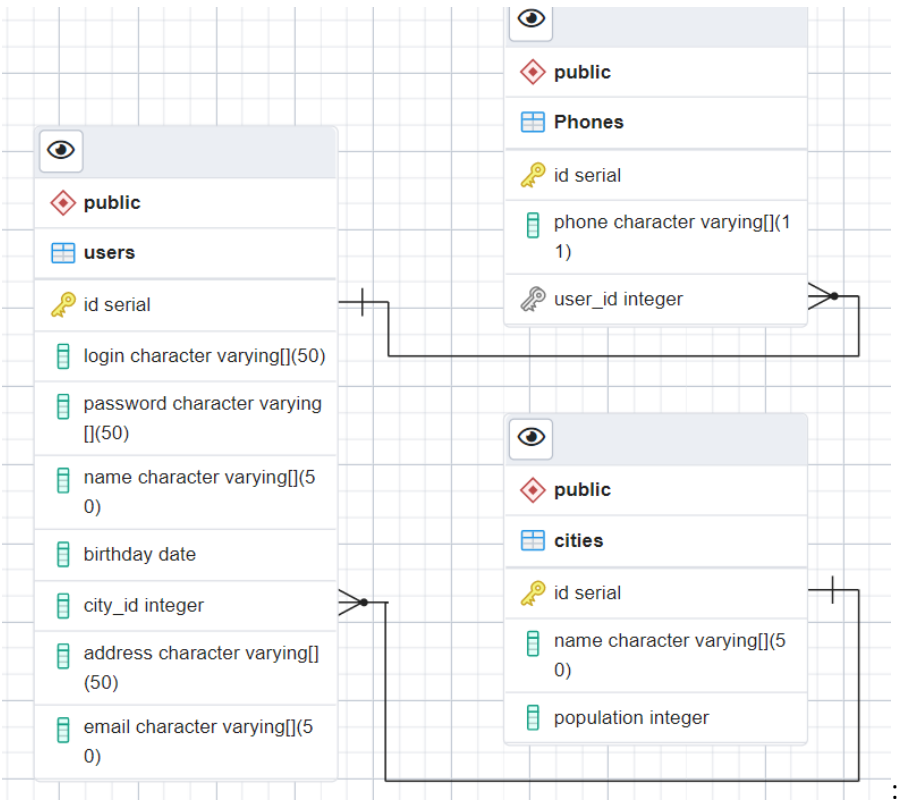 public
users
id serial
login character varying[](50)
password character varying
[](50)
name character varying[](5
0)
birthday date
city_id integer
address character varying[]
(50)
email character varying[](5
0)
public
Phones
id serial
phone character varying[](1
1)
user_id integer
public
cities
id serial
name character varying[](5
0)
population integer
: